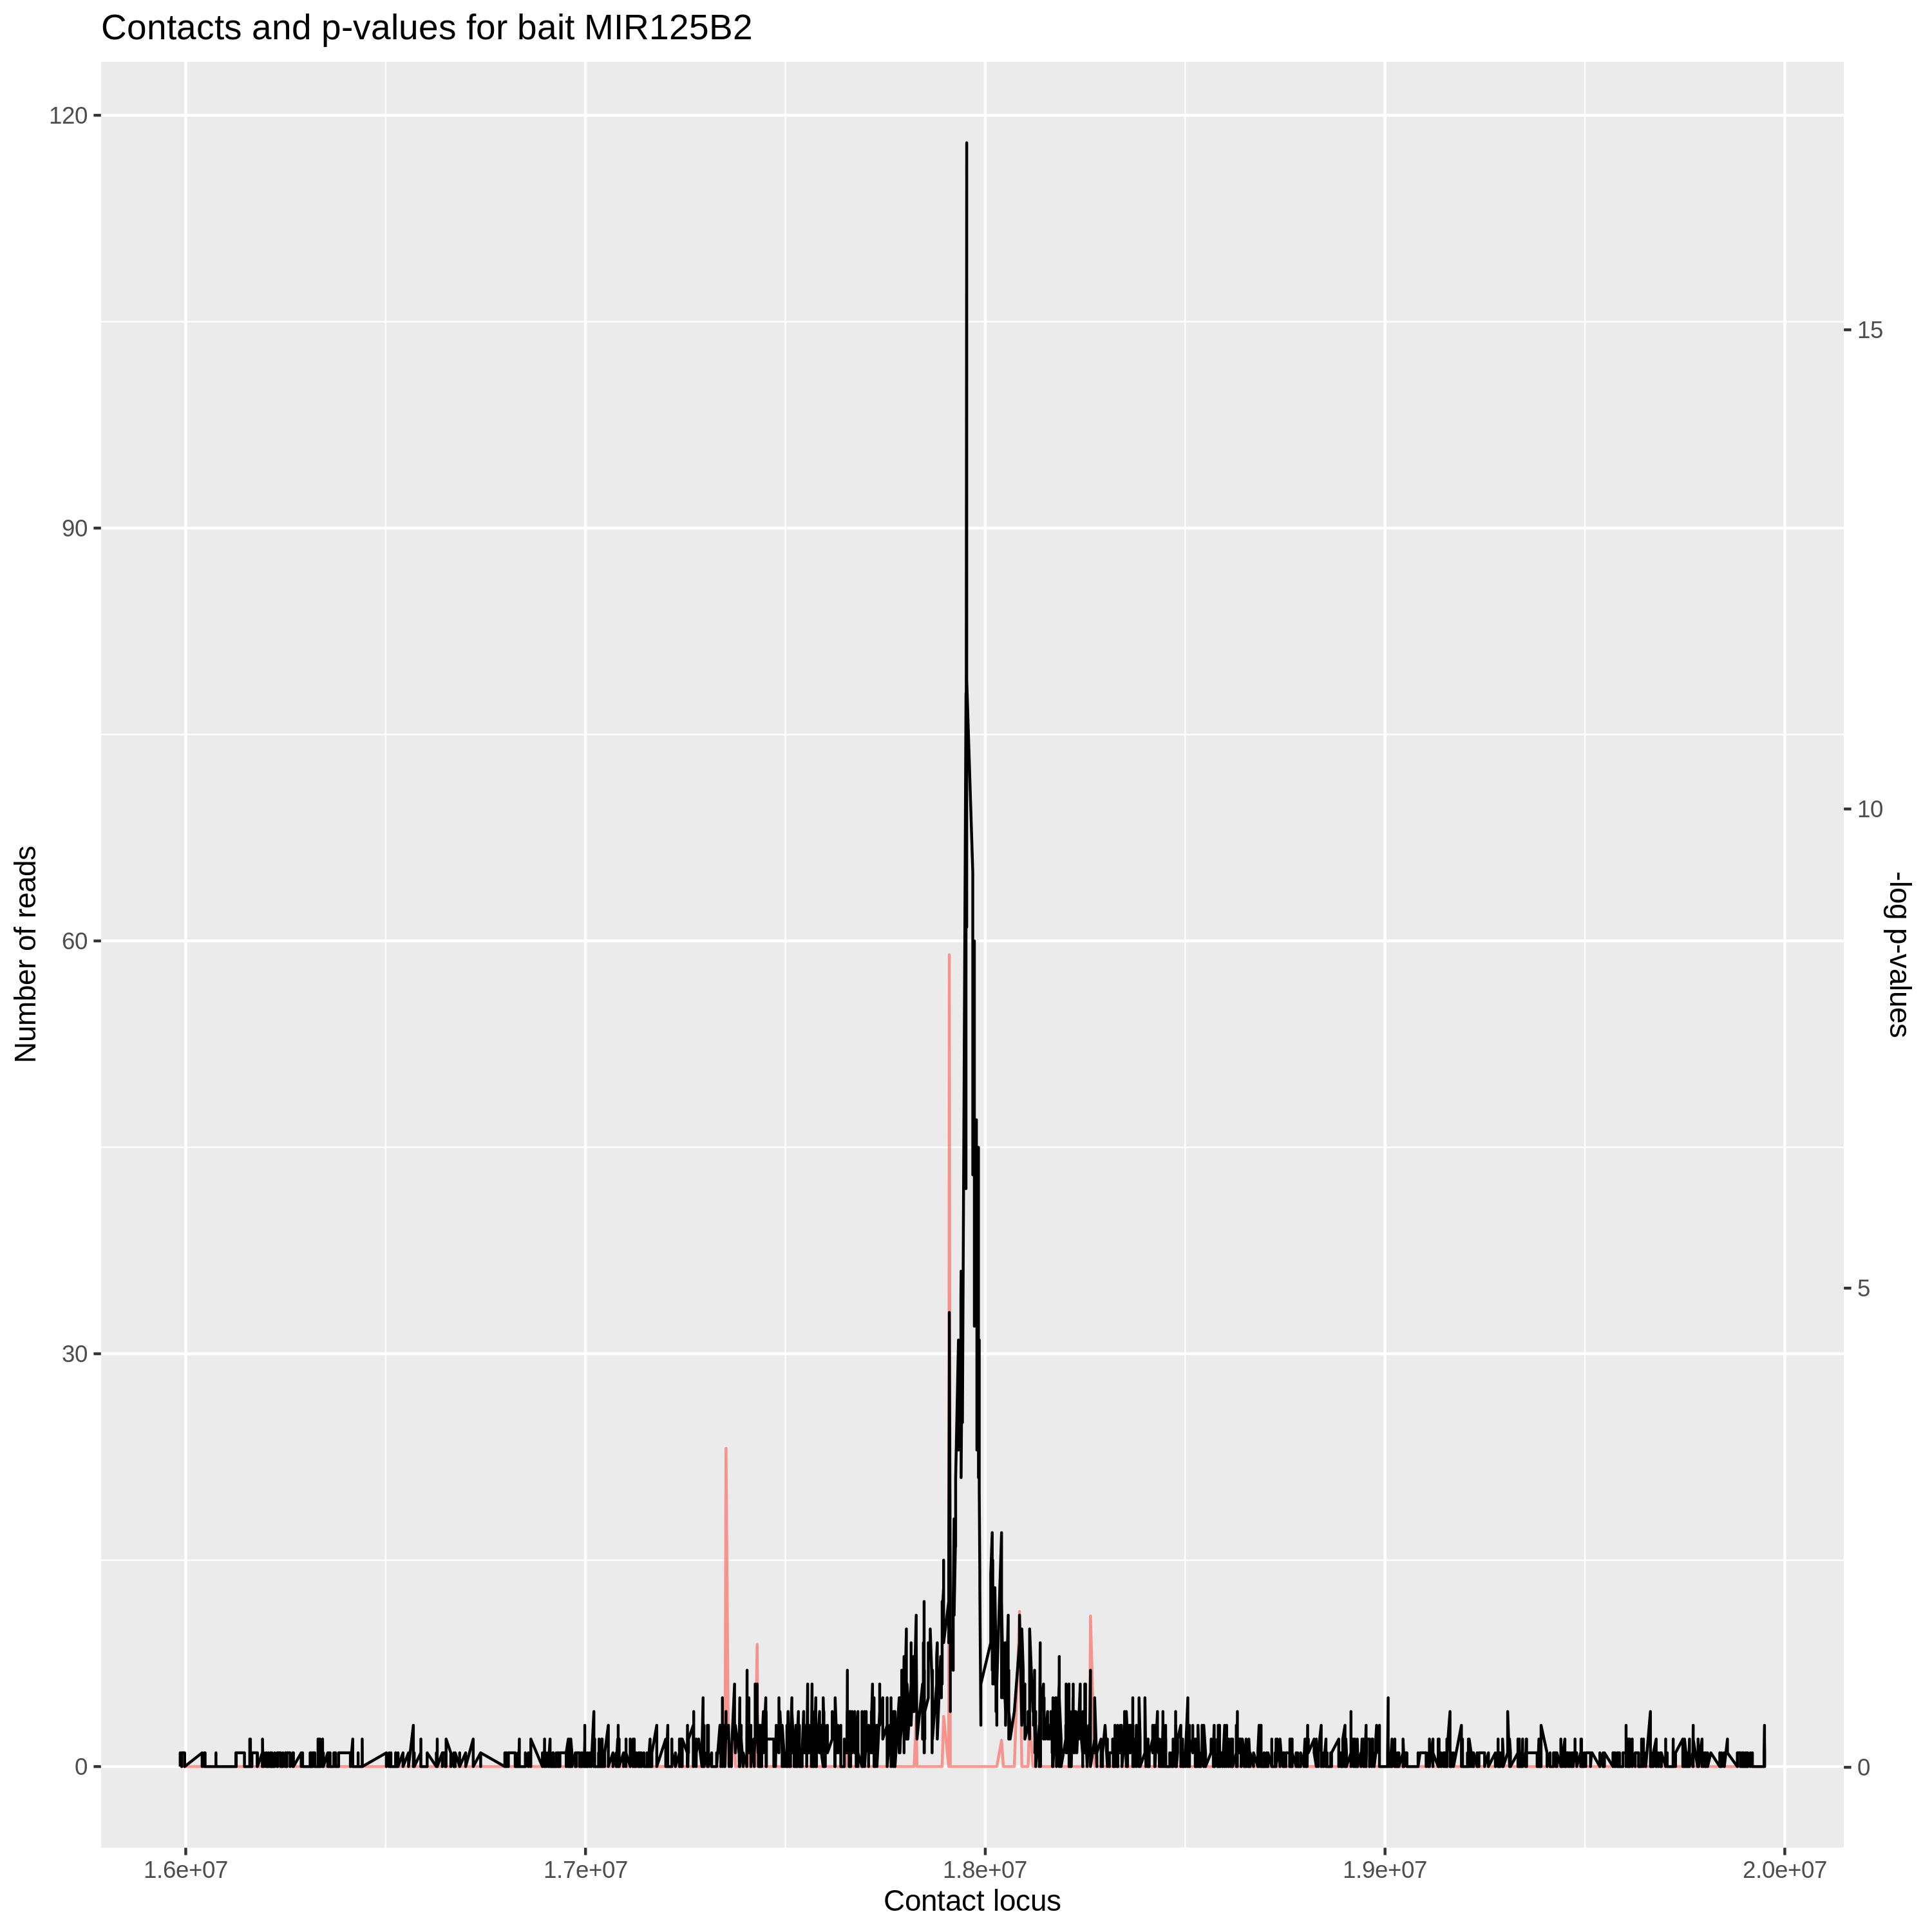 Contacts and p-values for bait MIR125B2
120
90
60
30
0
Number of reads
15
10
5
0
-log p-values
1.6e+07
1.7e+07
1.8e+07
1.9e+07
2.0e+07
Contact locus